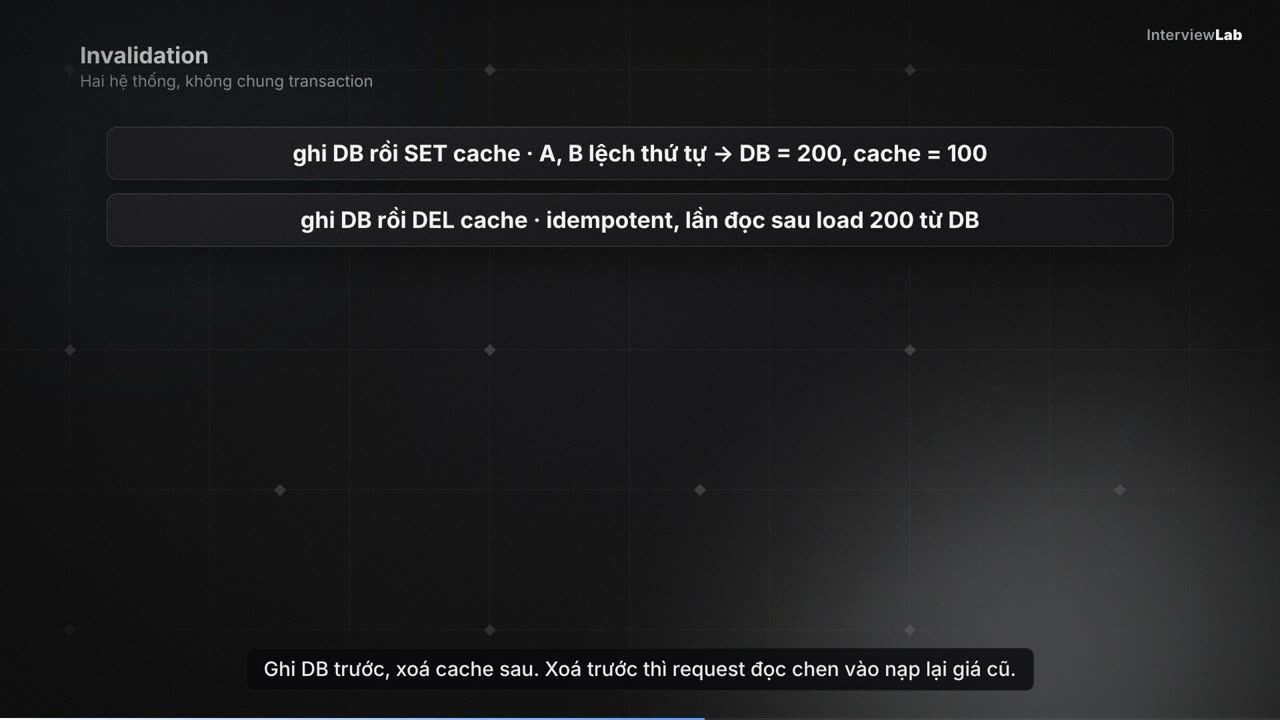 InterviewLab
Invalidation
Hai hệ thống, không chung transaction
ghi DB rồi SET cache · A, B lệch thứ tự → DB = 200, cache = 100
ghi DB rồi DEL cache · idempotent, lần đọc sau load 200 từ DB
Ghi DB trước, xoá cache sau. Xoá trước thì request đọc chen vào nạp lại giá cũ.